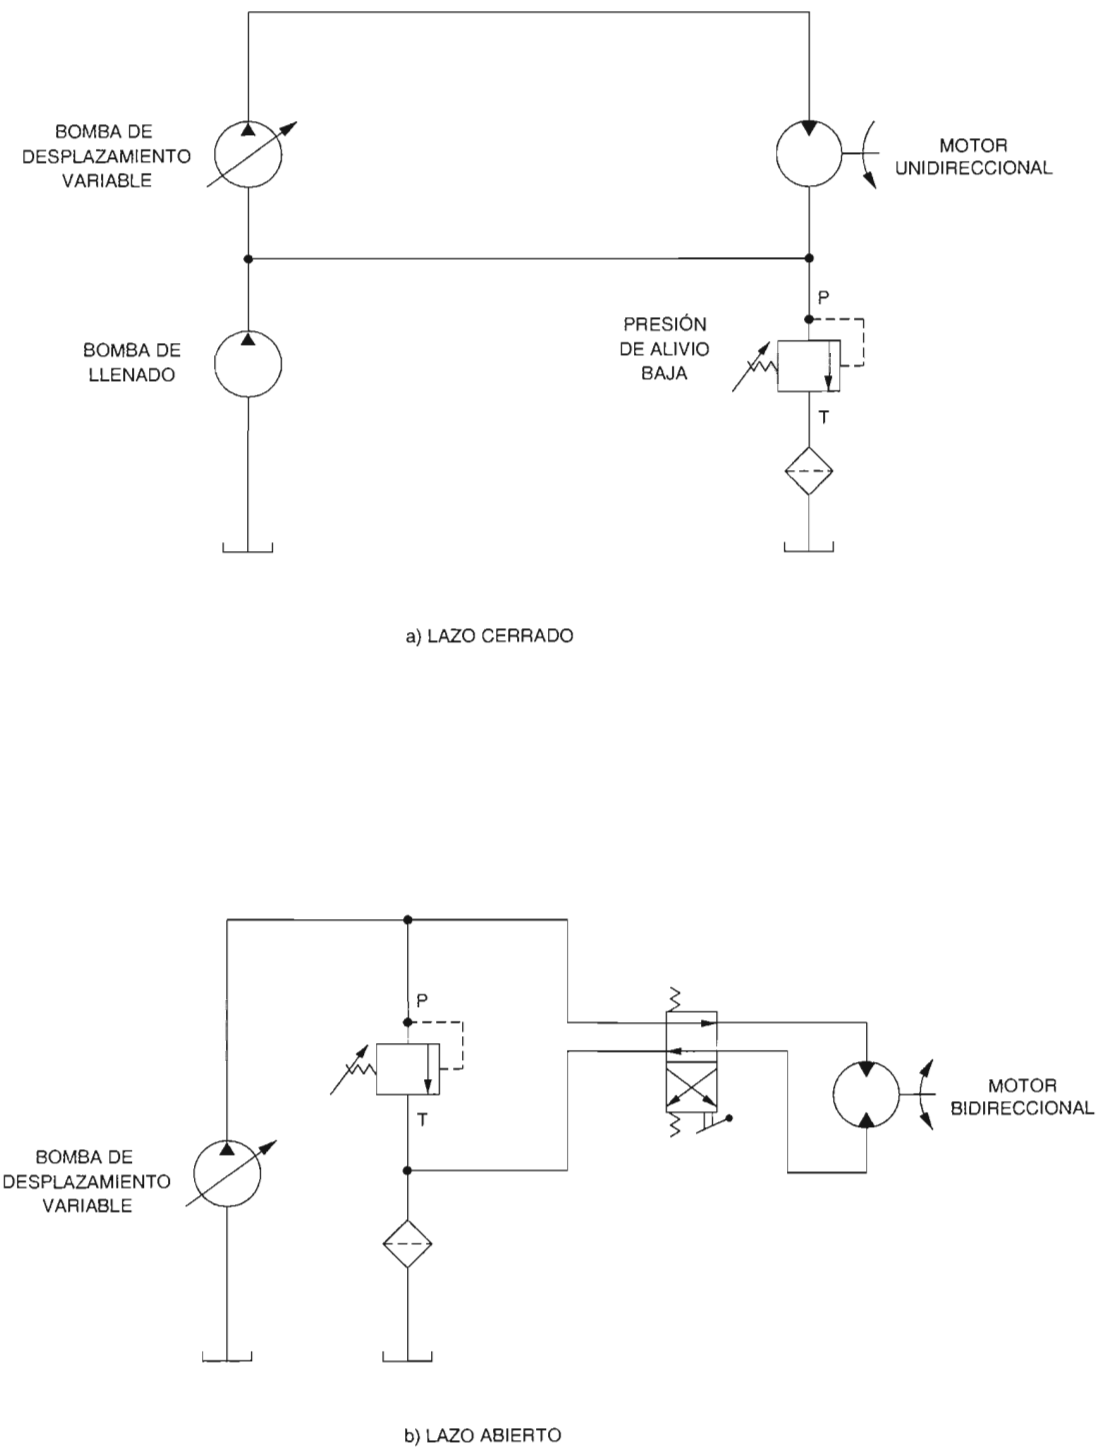 BOMBA DE
DESPLAZAMIENTO
VARIABLE
MOTOR
UNIDIRECCIONAL
BOMBA DE
LLENADO
PRESIÓN
DE ALIVIO
BAJA
P
T
a) LAZO CERRADO
P
T
BOMBA DE
DESPLAZAMIENTO
VARIABLE
MOTOR
BIDIRECCIONAL
b) LAZO ABIERTO